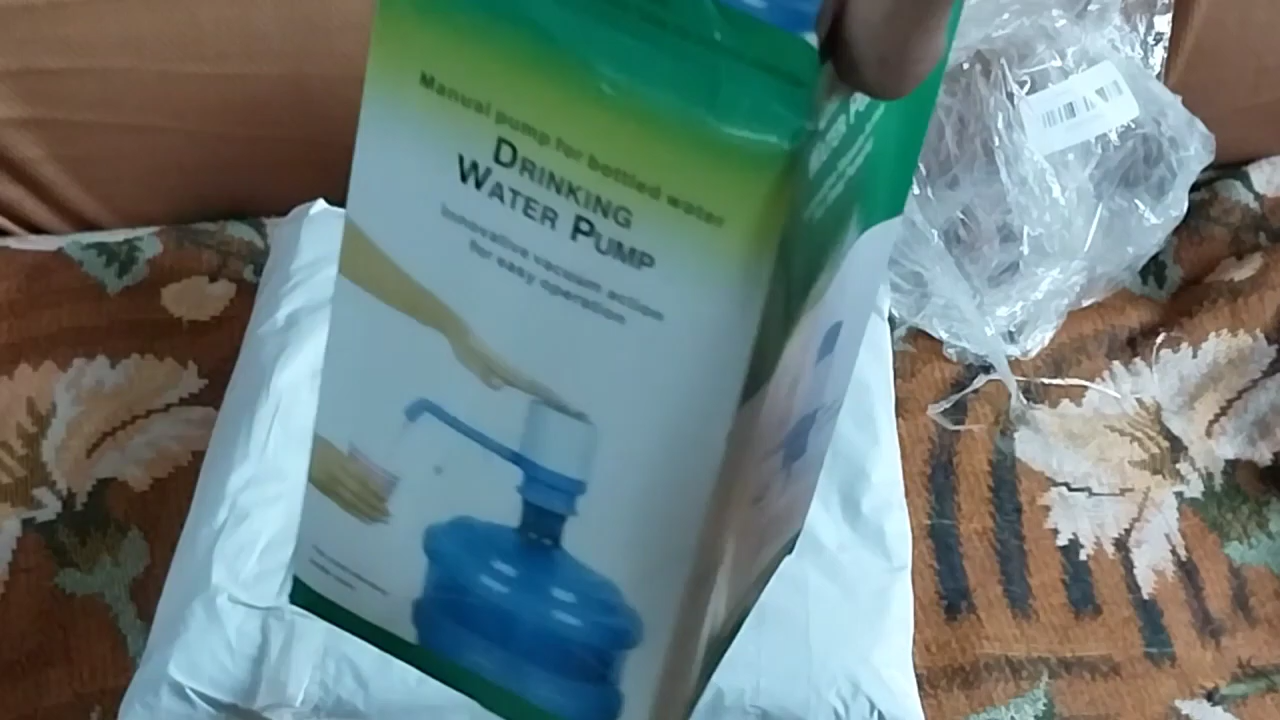 Manual pump for bottled water
DRINKING
WATER PUMP
Innovative vacuum action
for easy operation